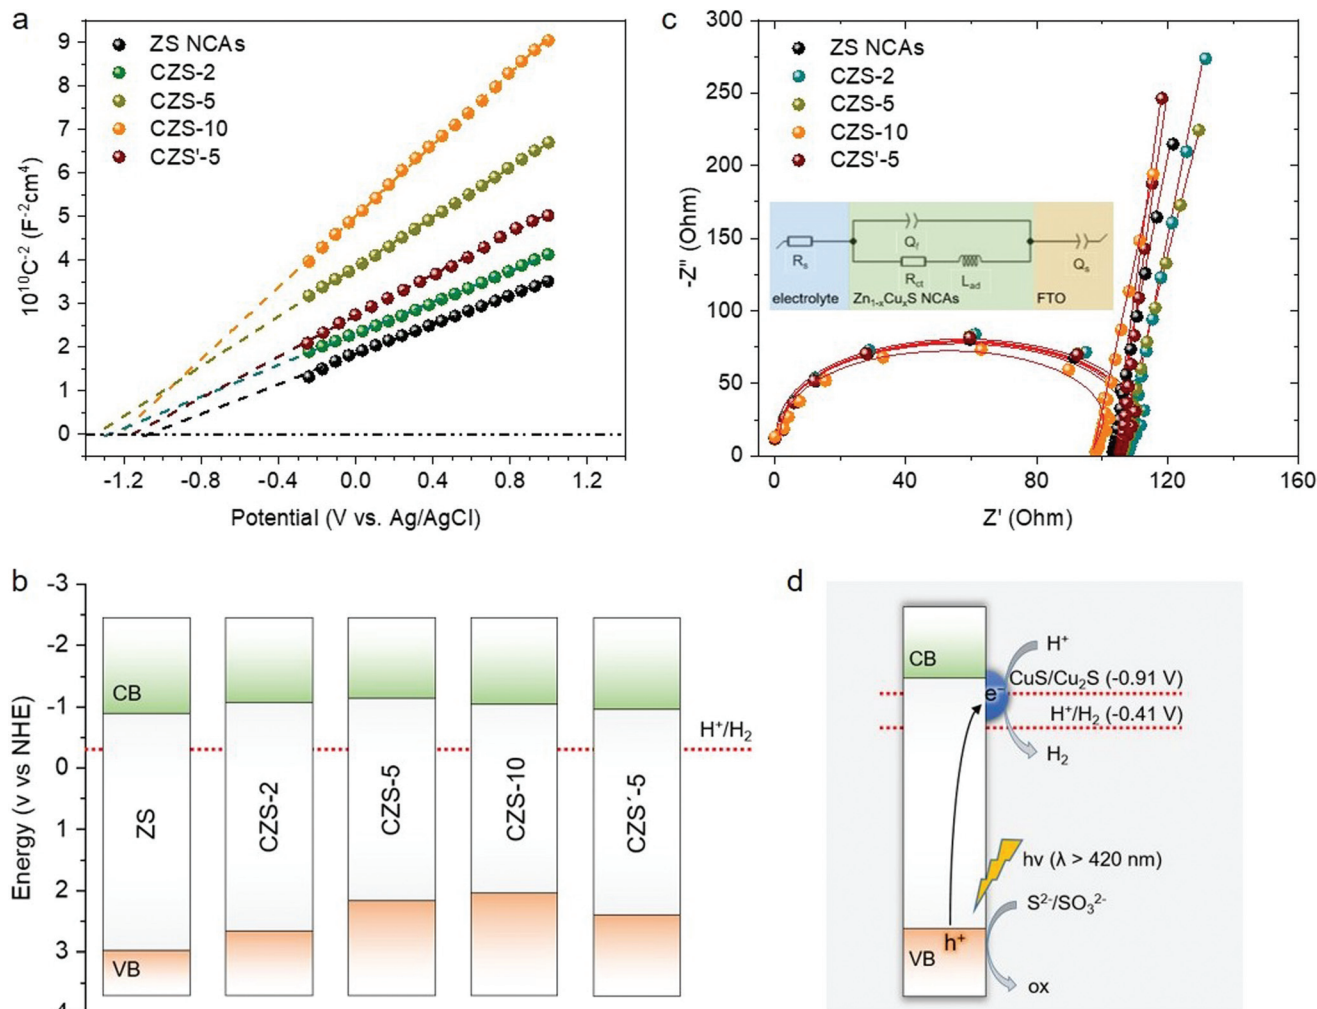 a
10¹⁰C⁻² (F⁻²cm⁴)
9
8
7
6
5
4
3
2
1
0
ZS NCAs
CZS-2
CZS-5
CZS-10
CZS'-5
-1.2 -0.8 -0.4 0.0 0.4 0.8 1.2
Potential (V vs. Ag/AgCl)
c
-Z'' (Ohm)
300
250
200
150
100
50
0
ZS NCAs
CZS-2
CZS-5
CZS-10
CZS'-5
Rs
Qf
Rct
Lad
Qs
electrolyte
Zn₁₋ₓCuₓS NCAs
FTO
0 40 80 120 160
Z' (Ohm)
b
Energy (v vs NHE)
-3
-2
-1
0
1
2
3
4
CB
VB
ZS
CZS-2
CZS-5
CZS-10
CZS´-5
H⁺/H₂
d
CB
H⁺
CuS/Cu₂S (-0.91 V)
e⁻
H⁺/H₂ (-0.41 V)
H₂
hv (λ > 420 nm)
S²⁻/SO₃²⁻
h⁺
VB
ox